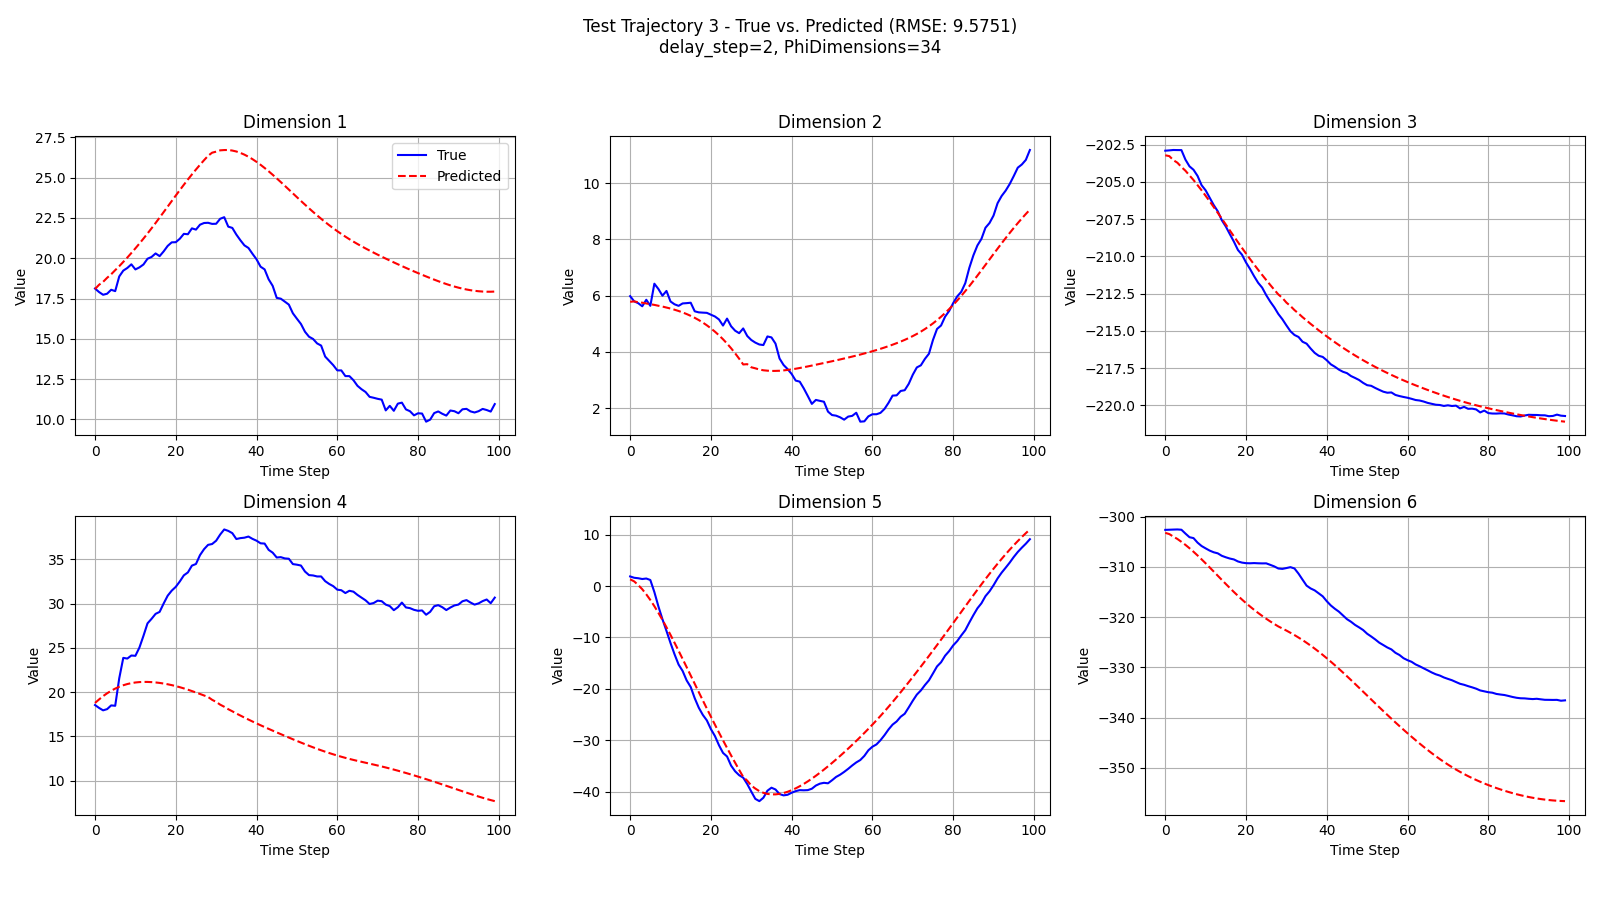 Test Trajectory 3 - True vs. Predicted (RMSE: 9.5751)
delay_step=2, PhiDimensions=34
Dimension 1
27.5
25.0
22.5
20.0
17.5
15.0
12.5
10.0
Value
0 20 40 60 80 100
Time Step
True
Predicted
Dimension 2
10
8
6
4
2
Value
0 20 40 60 80 100
Time Step
Dimension 3
−202.5
−205.0
−207.5
−210.0
−212.5
−215.0
−217.5
−220.0
Value
0 20 40 60 80 100
Time Step
Dimension 4
35
30
25
20
15
10
Value
0 20 40 60 80 100
Time Step
Dimension 5
10
0
−10
−20
−30
−40
Value
0 20 40 60 80 100
Time Step
Dimension 6
−300
−310
−320
−330
−340
−350
Value
0 20 40 60 80 100
Time Step